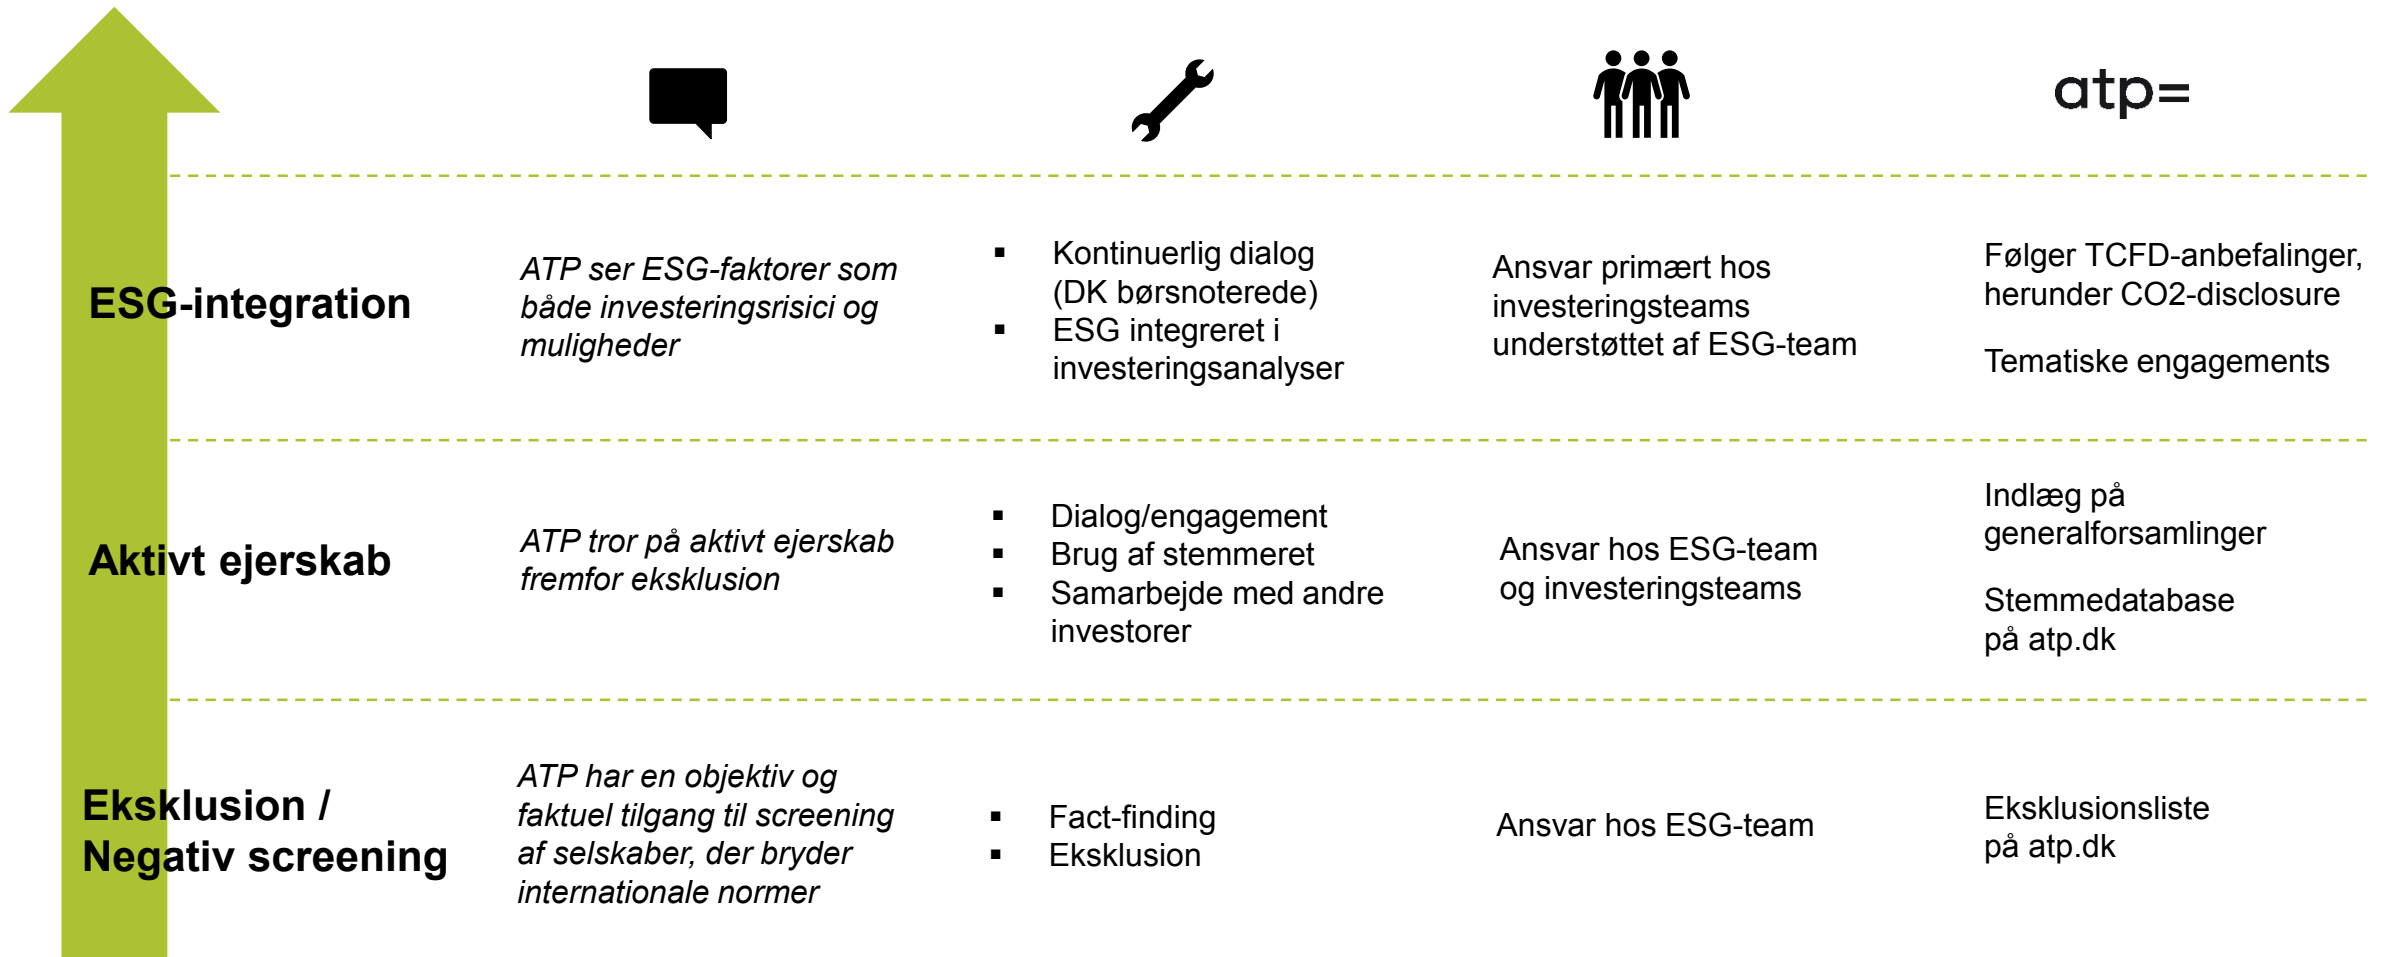 atp=
ESG-integration
ATP ser ESG-faktorer som
både investeringsrisici og
muligheder
▪ Kontinuerlig dialog
(DK børsnoterede)
▪ ESG integreret i
investeringsanalyser
Ansvar primært hos
investeringsteams
understøttet af ESG-team
Følger TCFD-anbefalinger,
herunder CO2-disclosure
Tematiske engagements
Aktivt ejerskab
ATP tror på aktivt ejerskab
fremfor eksklusion
▪ Dialog/engagement
▪ Brug af stemmeret
▪ Samarbejde med andre
investorer
Ansvar hos ESG-team
og investeringsteams
Indlæg på
generalforsamlinger
Stemmedatabase
på atp.dk
Eksklusion /
Negativ screening
ATP har en objektiv og
faktuel tilgang til screening
af selskaber, der bryder
internationale normer
▪ Fact-finding
▪ Eksklusion
Ansvar hos ESG-team
Eksklusionsliste
på atp.dk